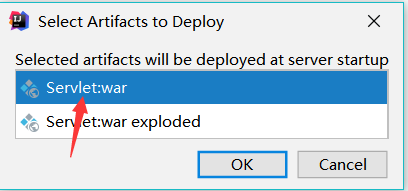 Select Artifacts to Deploy
Selected artifacts will be deployed at server startup
Servlet:war
Servlet:war exploded
OK
Cancel